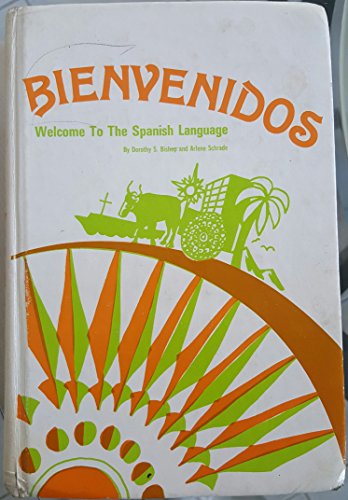 BIENVENIDOS
Welcome To The Spanish Language
By Dorothy S. Bishop and Arlene Schrade